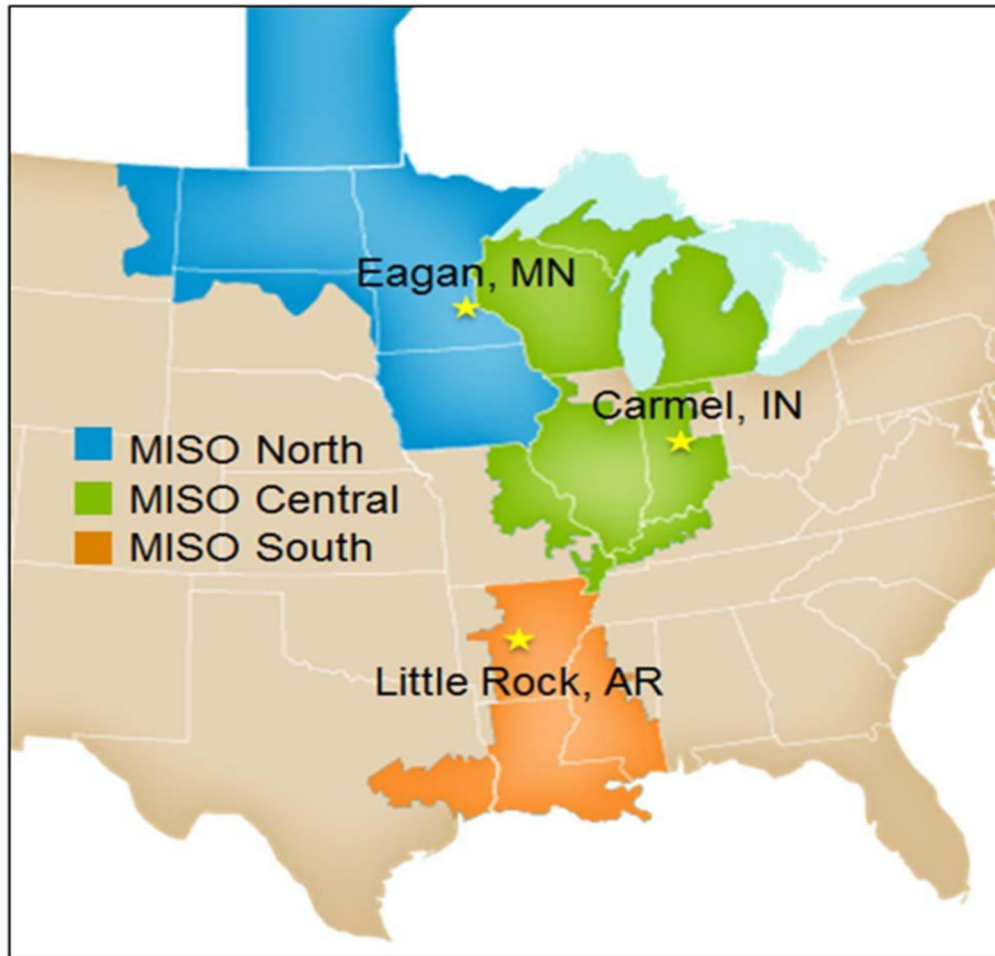 Eagan, MN
Carmel, IN
MISO North
MISO Central
MISO South
Little Rock, AR